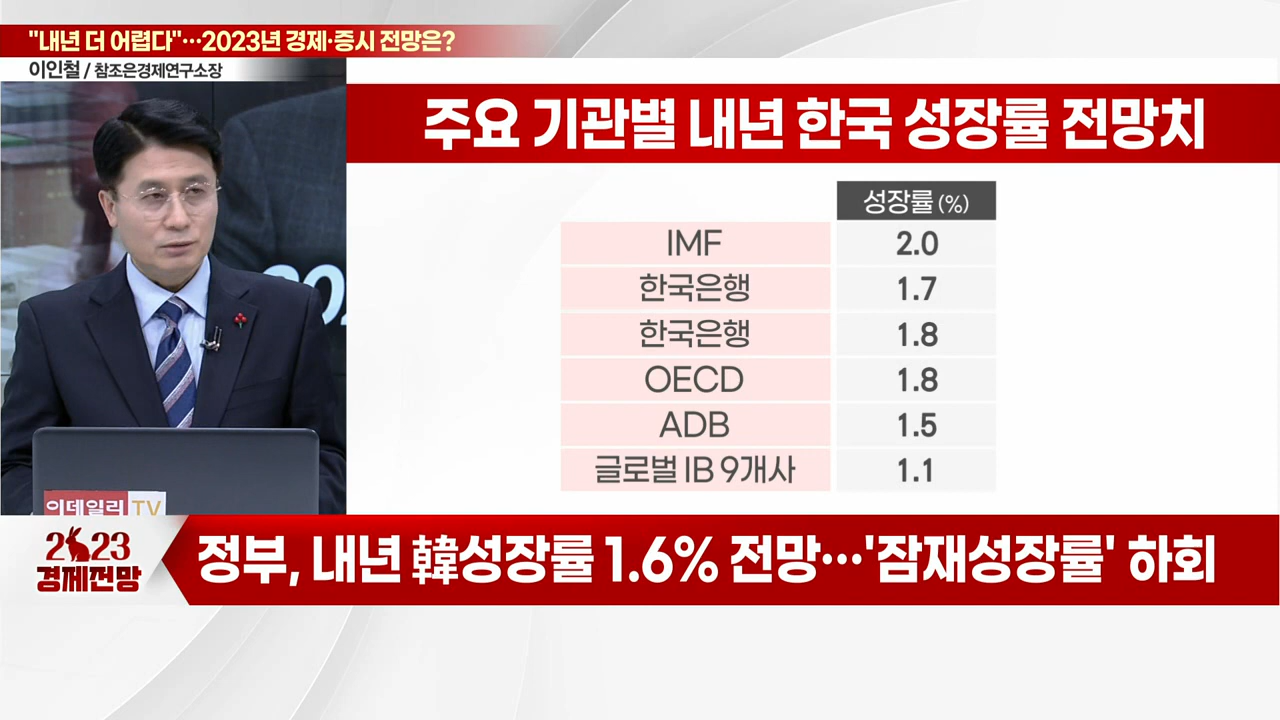 "내년 더 어렵다"…2023년 경제·증시 전망은?
이인철 / 참조은경제연구소장
주요 기관별 내년 한국 성장률 전망치
성장률 (%)
IMF 2.0
한국은행 1.7
한국은행 1.8
OECD 1.8
ADB 1.5
글로벌 IB 9개사 1.1
이데일리 TV
2023
경제전망
정부, 내년 韓성장률 1.6% 전망…'잠재성장률' 하회